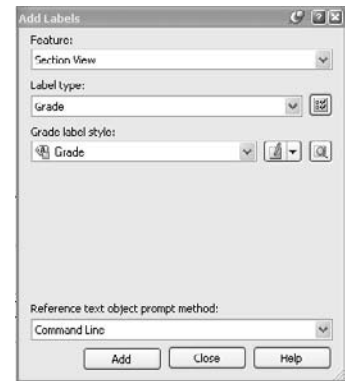 Add Labels
Feature:
Section View
Label type:
Grade
Grade label style:
Grade
Reference text object prompt method:
Command Line
Add
Close
Help